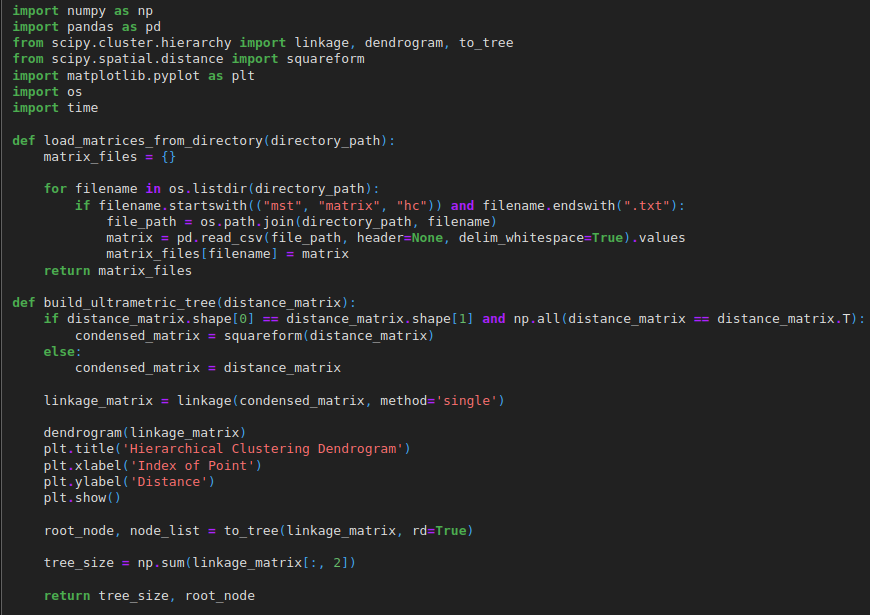 import numpy as np
import pandas as pd
from scipy.cluster.hierarchy import linkage, dendrogram, to_tree
from scipy.spatial.distance import squareform
import matplotlib.pyplot as plt
import os
import time

def load_matrices_from_directory(directory_path):
    matrix_files = {}

    for filename in os.listdir(directory_path):
        if filename.startswith(("mst", "matrix", "hc")) and filename.endswith(".txt"):
            file_path = os.path.join(directory_path, filename)
            matrix = pd.read_csv(file_path, header=None, delim_whitespace=True).values
            matrix_files[filename] = matrix
    return matrix_files

def build_ultrametric_tree(distance_matrix):
    if distance_matrix.shape[0] == distance_matrix.shape[1] and np.all(distance_matrix == distance_matrix.T):
        condensed_matrix = squareform(distance_matrix)
    else:
        condensed_matrix = distance_matrix

    linkage_matrix = linkage(condensed_matrix, method='single')

    dendrogram(linkage_matrix)
    plt.title('Hierarchical Clustering Dendrogram')
    plt.xlabel('Index of Point')
    plt.ylabel('Distance')
    plt.show()

    root_node, node_list = to_tree(linkage_matrix, rd=True)

    tree_size = np.sum(linkage_matrix[:, 2])

    return tree_size, root_node